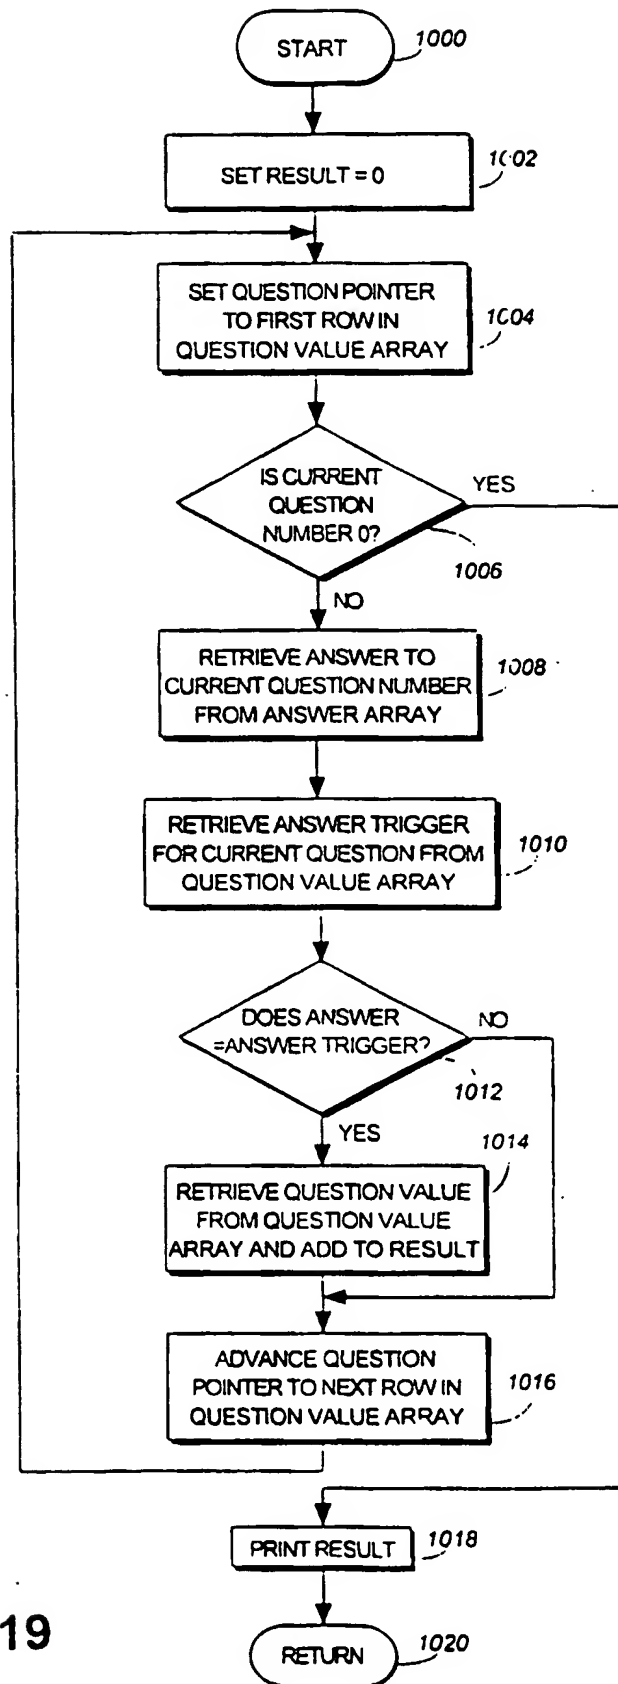 START
1000
SET RESULT = 0
1002
SET QUESTION POINTER
TO FIRST ROW IN
QUESTION VALUE ARRAY
1004
IS CURRENT
QUESTION
NUMBER 0?
YES
1006
NO
RETRIEVE ANSWER TO
CURRENT QUESTION NUMBER
FROM ANSWER ARRAY
1008
RETRIEVE ANSWER TRIGGER
FOR CURRENT QUESTION FROM
QUESTION VALUE ARRAY
1010
DOES ANSWER
=ANSWER TRIGGER?
NO
1012
YES
1014
RETRIEVE QUESTION VALUE
FROM QUESTION VALUE
ARRAY AND ADD TO RESULT
ADVANCE QUESTION
POINTER TO NEXT ROW IN
QUESTION VALUE ARRAY
1016
PRINT RESULT
1018
19
RETURN
1020